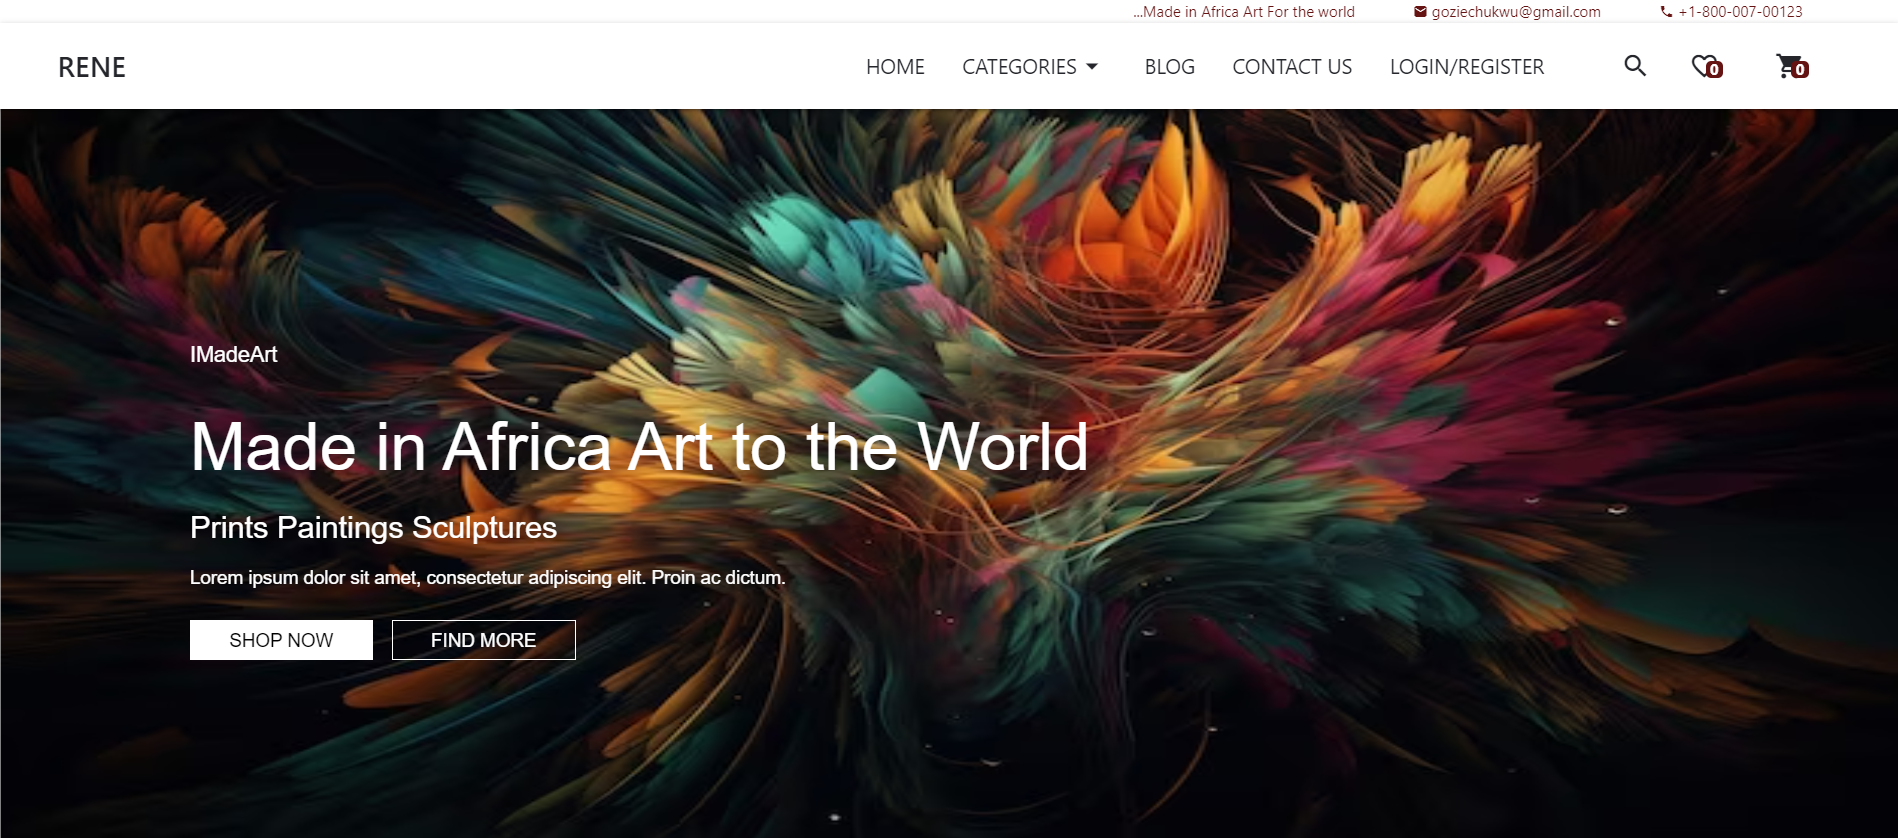 ...Made in Africa Art For the world goziechukwu@gmail.com +1-800-007-00123
RENE HOME CATEGORIES BLOG CONTACT US LOGIN/REGISTER 0 0
IMadeArt
Made in Africa Art to the World
Prints Paintings Sculptures
Lorem ipsum dolor sit amet, consectetur adipiscing elit. Proin ac dictum.
SHOP NOW FIND MORE